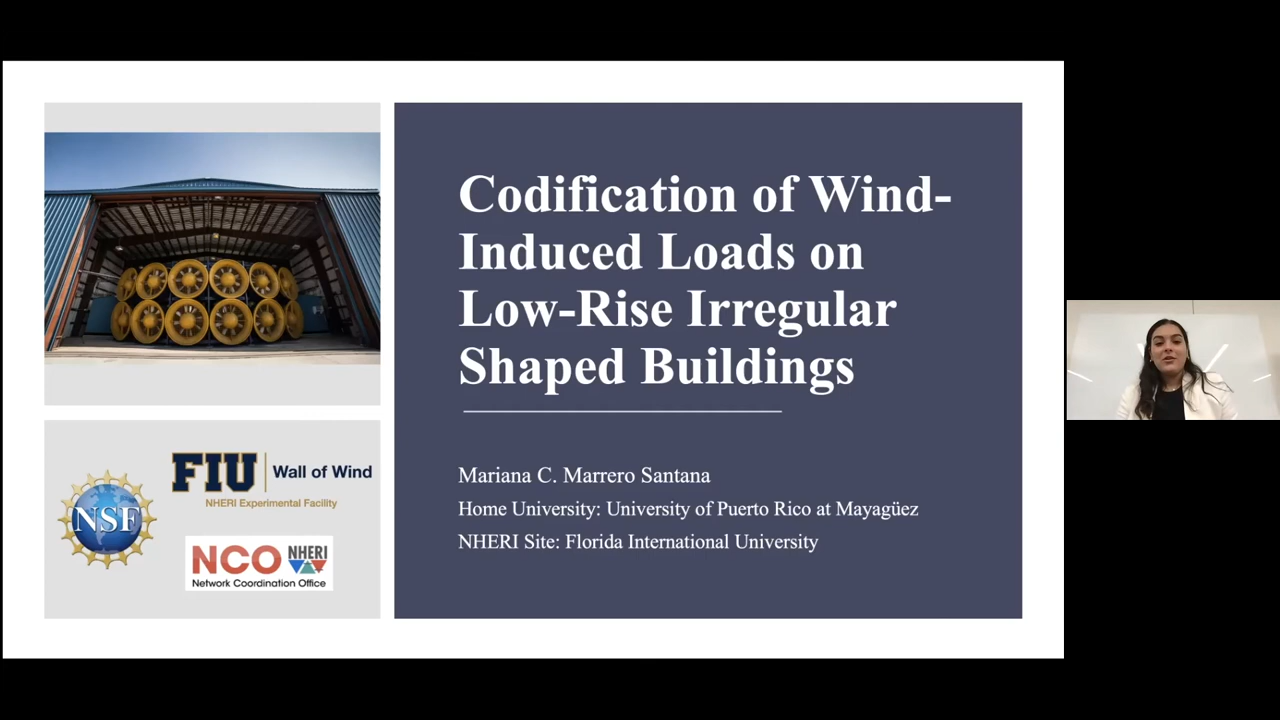 Codification of Wind-
Induced Loads on
Low-Rise Irregular
Shaped Buildings
Mariana C. Marrero Santana
Home University: University of Puerto Rico at Mayagüez
NHERI Site: Florida International University
FIU Wall of Wind
NHERI Experimental Facility
NSF
NCO NHERI
Network Coordination Office